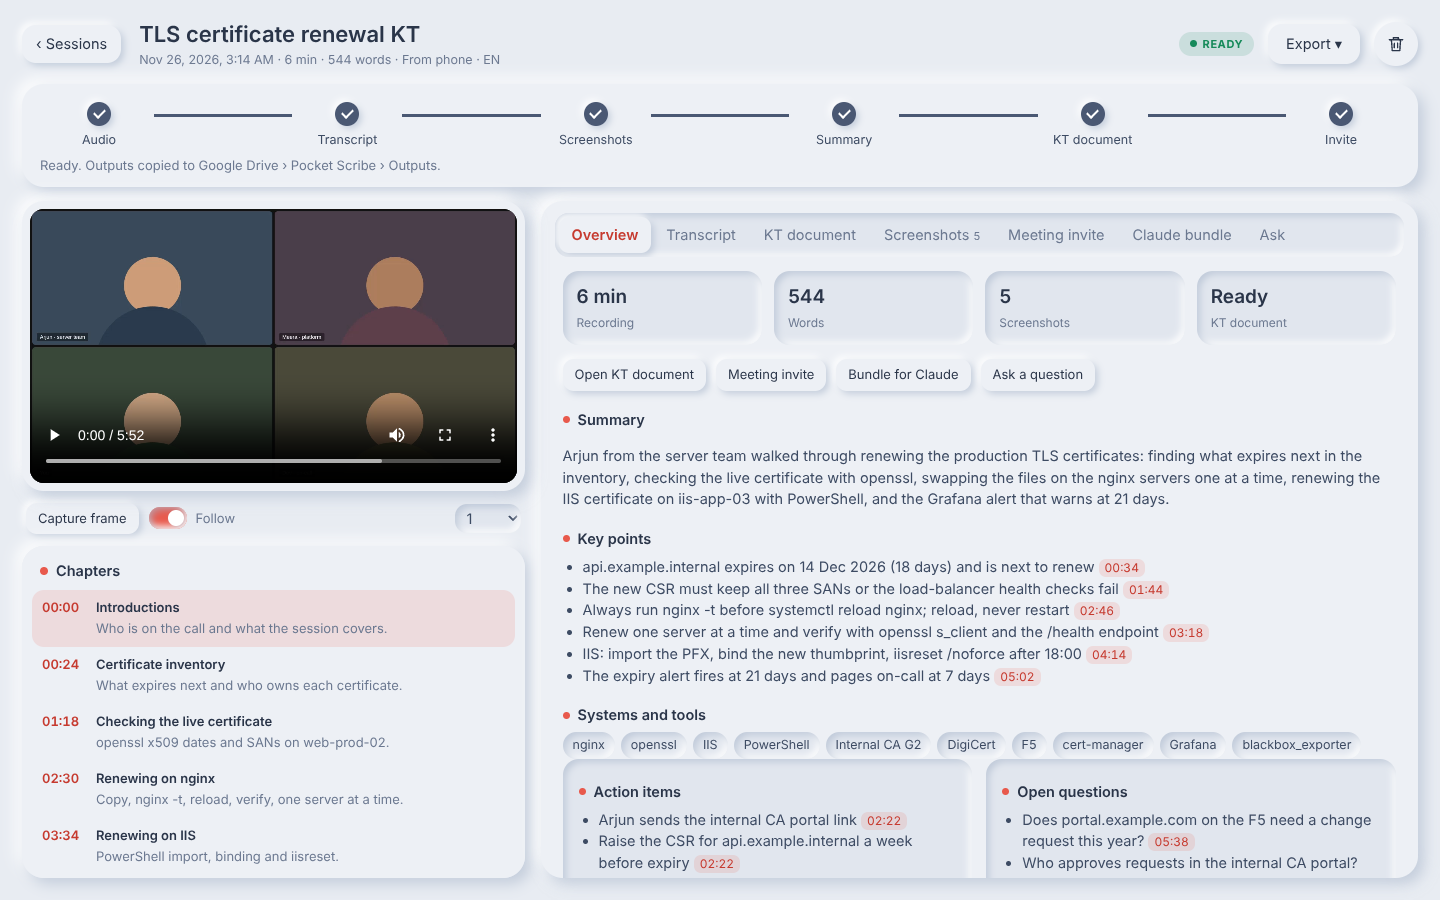 ‹ Sessions
TLS certificate renewal KT
Nov 26, 2026, 3:14 AM · 6 min · 544 words · From phone · EN
READY
Export ▾
Audio
Transcript
Screenshots
Summary
KT document
Invite
Ready. Outputs copied to Google Drive › Pocket Scribe › Outputs.
Arjun - server team
Meera - platform
0:00 / 5:52
Capture frame
Follow
1
Chapters
00:00 Introductions
Who is on the call and what the session covers.
00:24 Certificate inventory
What expires next and who owns each certificate.
01:18 Checking the live certificate
openssl x509 dates and SANs on web-prod-02.
02:30 Renewing on nginx
Copy, nginx -t, reload, verify, one server at a time.
03:34 Renewing on IIS
PowerShell import, binding and iisreset.
Overview Transcript KT document Screenshots 5 Meeting invite Claude bundle Ask
6 min
Recording
544
Words
5
Screenshots
Ready
KT document
Open KT document
Meeting invite
Bundle for Claude
Ask a question
Summary
Arjun from the server team walked through renewing the production TLS certificates: finding what expires next in the
inventory, checking the live certificate with openssl, swapping the files on the nginx servers one at a time, renewing the
IIS certificate on iis-app-03 with PowerShell, and the Grafana alert that warns at 21 days.
Key points
api.example.internal expires on 14 Dec 2026 (18 days) and is next to renew 00:34
The new CSR must keep all three SANs or the load-balancer health checks fail 01:44
Always run nginx -t before systemctl reload nginx; reload, never restart 02:46
Renew one server at a time and verify with openssl s_client and the /health endpoint 03:18
IIS: import the PFX, bind the new thumbprint, iisreset /noforce after 18:00 04:14
The expiry alert fires at 21 days and pages on-call at 7 days 05:02
Systems and tools
nginx openssl IIS PowerShell Internal CA G2 DigiCert F5 cert-manager Grafana blackbox_exporter
Action items
Arjun sends the internal CA portal link 02:22
Raise the CSR for api.example.internal a week
before expiry 02:22
Open questions
Does portal.example.com on the F5 need a change
request this year? 05:38
Who approves requests in the internal CA portal?